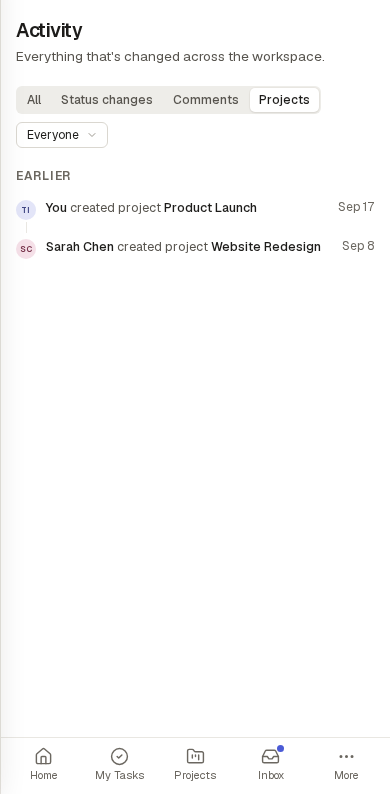 Activity
Everything that's changed across the workspace.
All Status changes Comments Projects
Everyone
EARLIER
TI You created project Product Launch Sep 17
SC Sarah Chen created project Website Redesign Sep 8
Home My Tasks Projects Inbox More